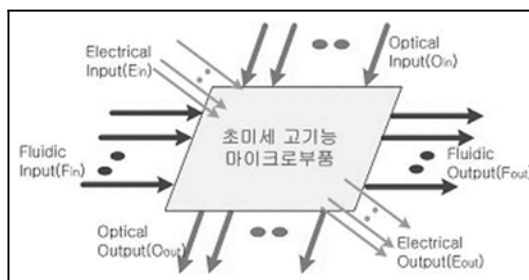 Electrical
Input(Ein)
Optical
Input(Oin)
초미세 고기능
마이크로부품
Fluidic
Input(Fin)
Fluidic
Output(Fout)
Optical
Output(Oout)
Electrical
Output(Eout)